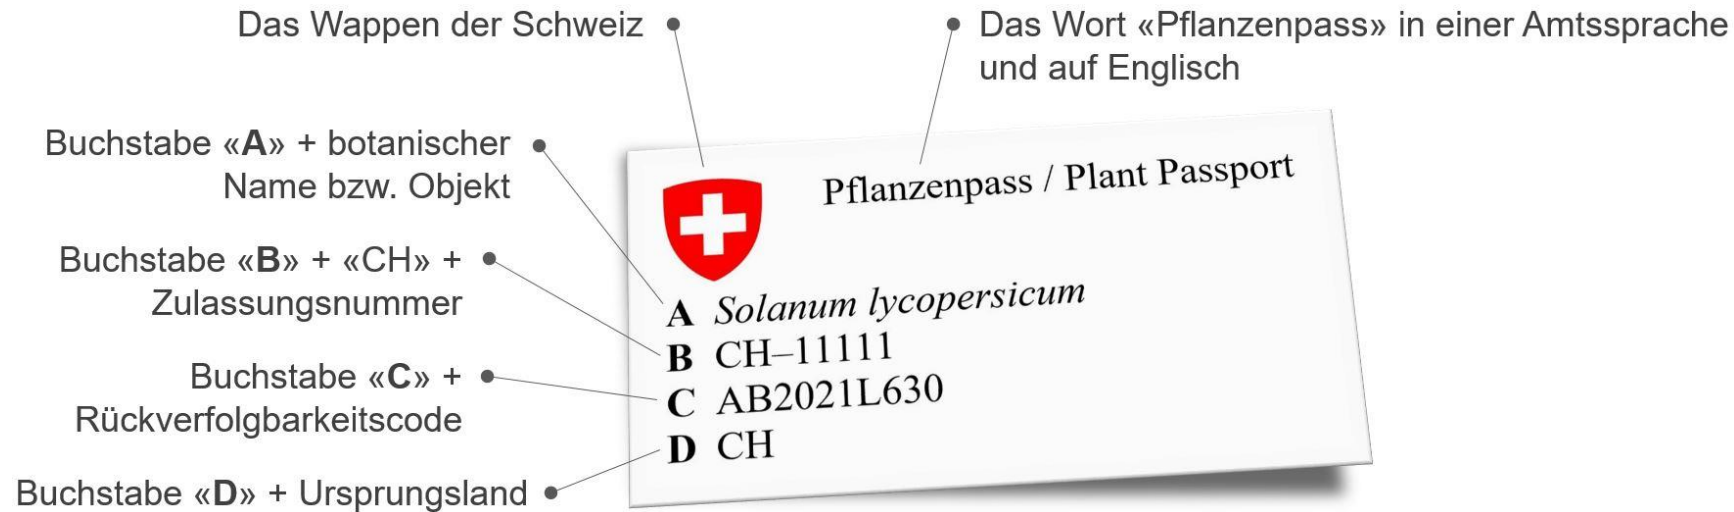 Das Wappen der Schweiz
Das Wort «Pflanzenpass» in einer Amtssprache
und auf Englisch
Buchstabe «A» + botanischer
Name bzw. Objekt
Buchstabe «B» + «CH» +
Zulassungsnummer
Buchstabe «C» +
Rückverfolgbarkeitscode
Buchstabe «D» + Ursprungsland
Pflanzenpass / Plant Passport
A Solanum lycopersicum
B CH–11111
C AB2021L630
D CH